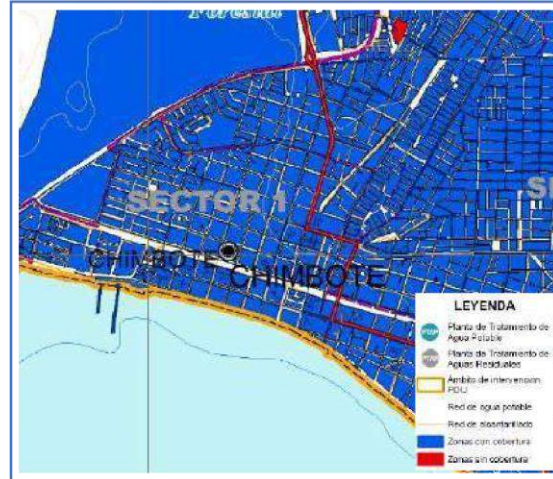 Forestal
SECTOR 1
CHIMBOTE
CHIMBOTE
LEYENDA
Planta de Tratamiento de
Agua Potable
Planta de Tratamiento de
Aguas Residuales
Ámbito de intervención
PDU
Red de agua potable
Red de alcantarillado
Zonas con cobertura
Zonas sin cobertura